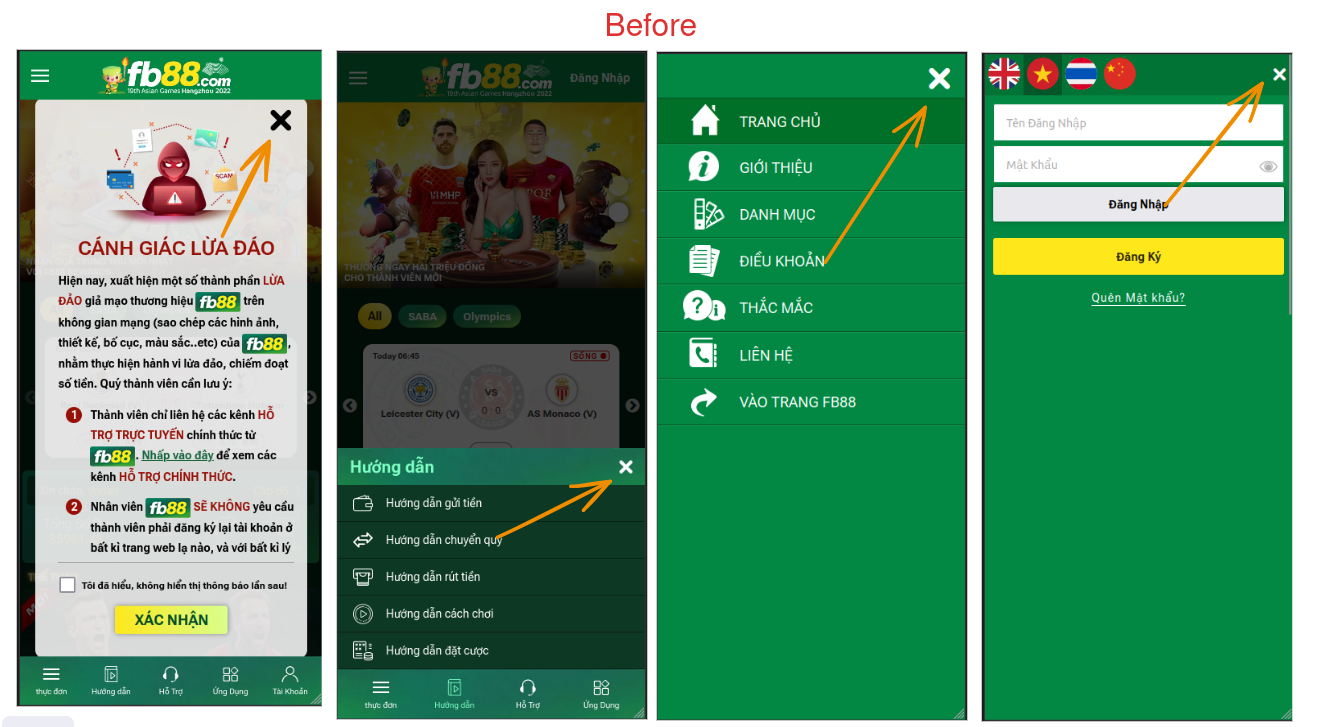 Before
fb88.com
19th Asian Games Hangzhou 2022
SCAM
CẢNH GIÁC LỪA ĐẢO
Hiện nay, xuất hiện một số thành phần LỪA
ĐẢO giả mạo thương hiệu fb88 trên
không gian mạng (sao chép các hình ảnh,
thiết kế, bố cục, màu sắc..etc) của fb88,
nhằm thực hiện hành vi lừa đảo, chiếm đoạt
số tiền. Quý thành viên cần lưu ý:
1 Thành viên chỉ liên hệ các kênh HỖ
TRỢ TRỰC TUYẾN chính thức từ
fb88. Nhấp vào đây để xem các
kênh HỖ TRỢ CHÍNH THỨC.
2 Nhân viên fb88 SẼ KHÔNG yêu cầu
thành viên phải đăng ký lại tài khoản ở
bất kì trang web lạ nào, và với bất kì lý
Tôi đã hiểu, không hiển thị thông báo lần sau!
XÁC NHẬN
thực đơn
Hướng dẫn
Hỗ Trợ
Ứng Dụng
Tài Khoản
fb88.com
19th Asian Games Hangzhou 2022
Đăng Nhập
THƯỞNG NGAY HAI TRIỆU ĐỒNG
CHO THÀNH VIÊN MỚI
All
SABA
Olympics
Today 06:45
SỐNG
VS
0 : 0
Leicester City (V)
AS Monaco (V)
Hướng dẫn
Hướng dẫn gửi tiền
Hướng dẫn chuyển quỹ
Hướng dẫn rút tiền
Hướng dẫn cách chơi
Hướng dẫn đặt cược
thực đơn
Hướng dẫn
Hỗ Trợ
Ứng Dụng
TRANG CHỦ
GIỚI THIỆU
DANH MỤC
ĐIỀU KHOẢN
THẮC MẮC
LIÊN HỆ
VÀO TRANG FB88
Tên Đăng Nhập
Mật Khẩu
Đăng Nhập
Đăng Ký
Quên Mật khẩu?